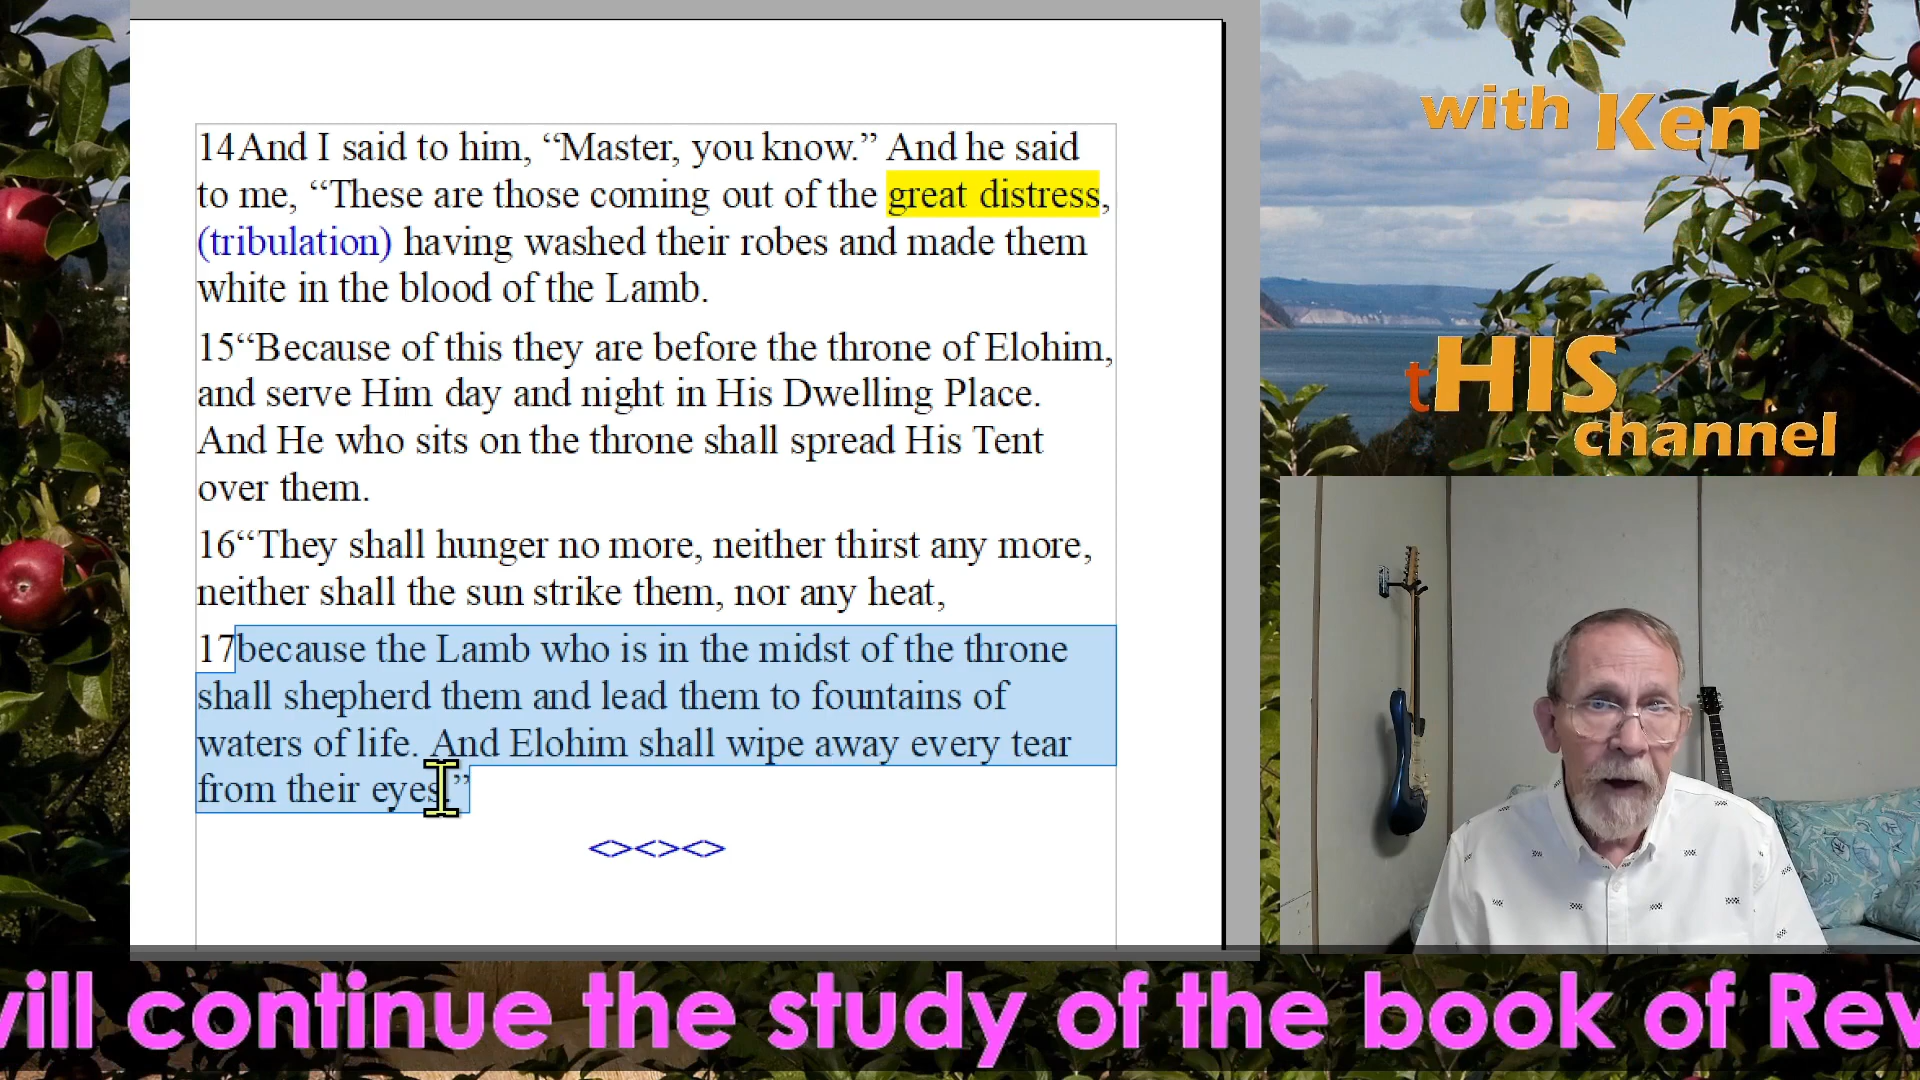 14And I said to him, “Master, you know.” And he said
to me, “These are those coming out of the great distress,
(tribulation) having washed their robes and made them
white in the blood of the Lamb.
15“Because of this they are before the throne of Elohim,
and serve Him day and night in His Dwelling Place.
And He who sits on the throne shall spread His Tent
over them.
16“They shall hunger no more, neither thirst any more,
neither shall the sun strike them, nor any heat,
17because the Lamb who is in the midst of the throne
shall shepherd them and lead them to fountains of
waters of life. And Elohim shall wipe away every tear
from their eyes.”
<><><>
with Ken
tHIS
channel
will continue the study of the book of Rev